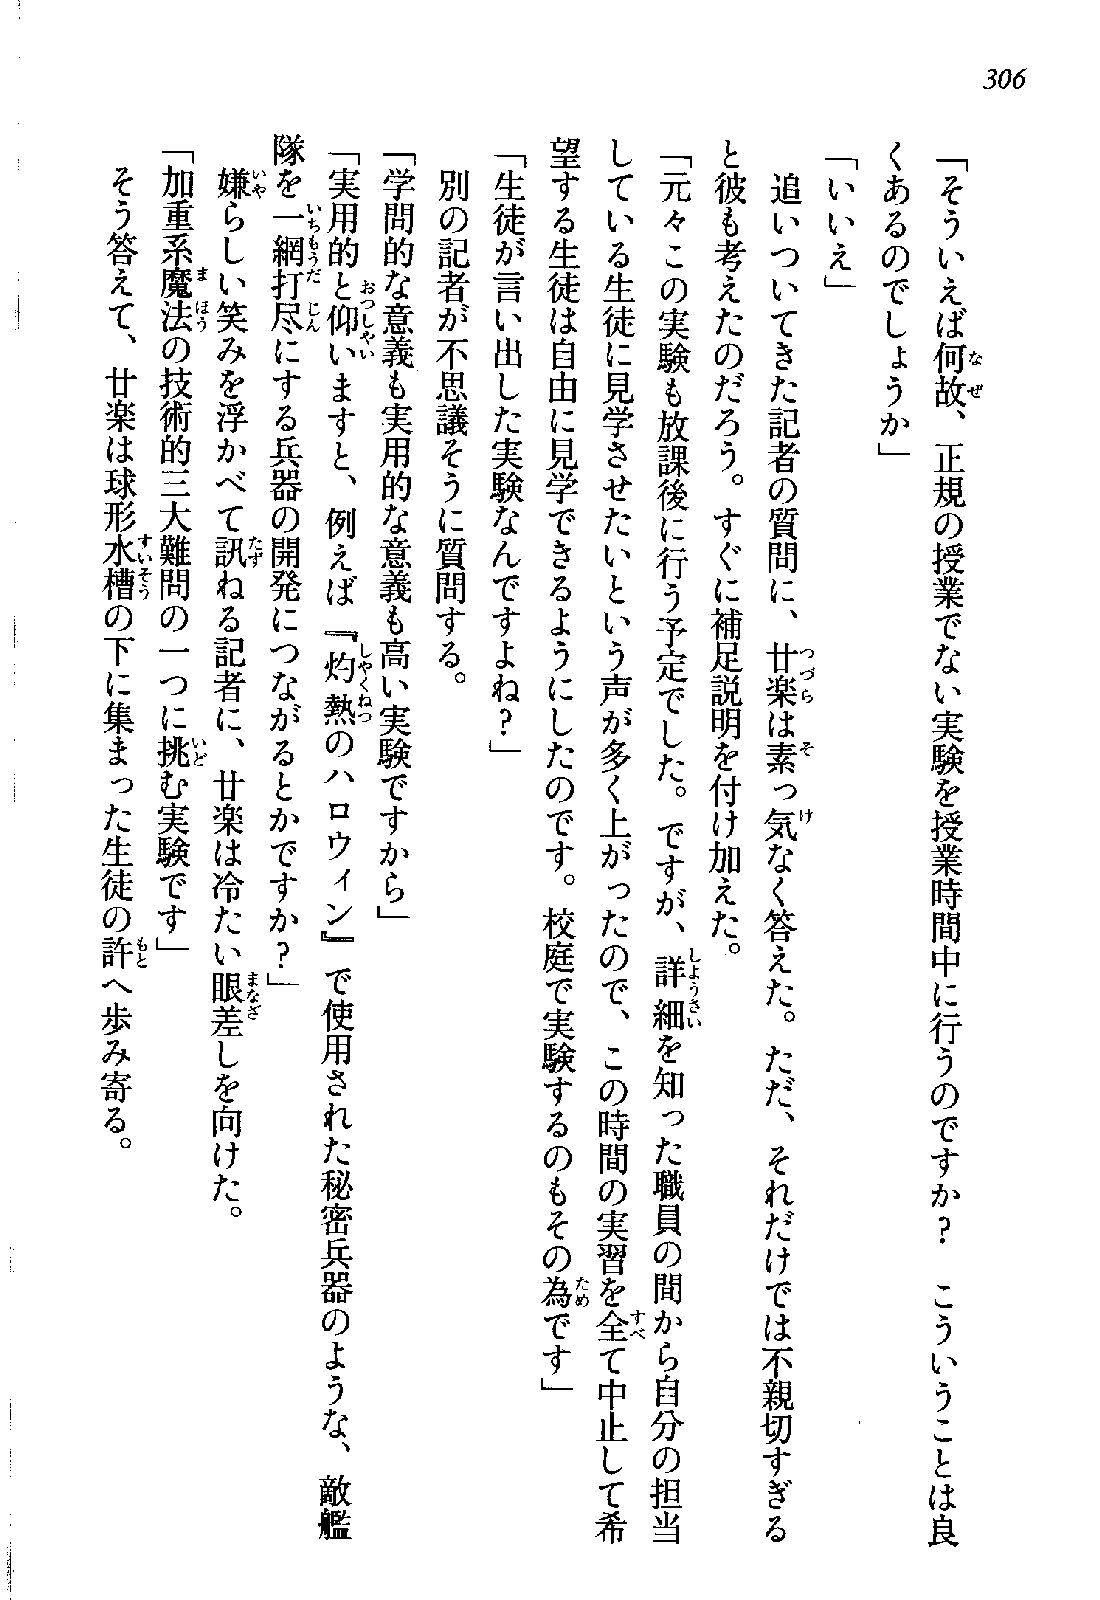 306
「そういえば何故、正規の授業でない実験を授業時間中に行うのですか? こういうことは良
くあるのでしょうか」
「いいえ」
追いついてきた記者の質問に、廿楽は素っ気なく答えた。ただ、それだけでは不親切すぎる
と彼も考えたのだろう。すぐに補足説明を付け加えた。
「元々この実験も放課後に行う予定でした。ですが、詳細を知った職員の間から自分の担当
している生徒に見学させたいという声が多く上がったので、この時間の実習を全て中止して希
望する生徒は自由に見学できるようにしたのです。校庭で実験するのもその為です」
「生徒が言い出した実験なんですよね?」
別の記者が不思議そうに質問する。
「学問的な意義も実用的な意義も高い実験ですから」
「実用的と仰いますと、例えば『灼熱のハロウィン』で使用された秘密兵器のような、敵艦
隊を一網打尽にする兵器の開発につながるとかですか?」
嫌らしい笑みを浮かべて訊ねる記者に、廿楽は冷たい眼差しを向けた。
「加重系魔法の技術的三大難問の一つに挑む実験です」
そう答えて、廿楽は球形水槽の下に集まった生徒の許へ歩み寄る。